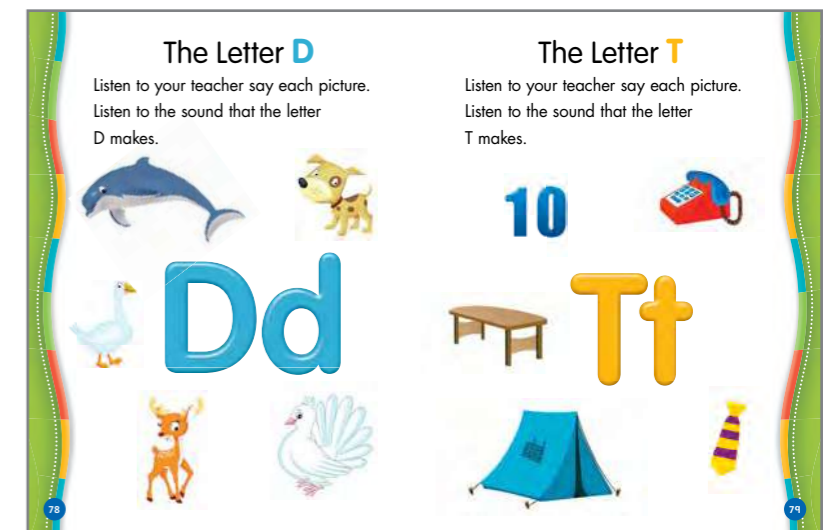 The Letter D
Listen to your teacher say each picture.
Listen to the sound that the letter
D makes.
Dd
78
The Letter T
Listen to your teacher say each picture.
Listen to the sound that the letter
T makes.
10
Tt
79